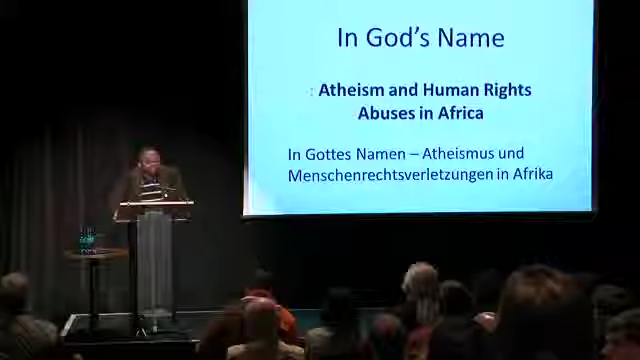 In God's Name
: Atheism and Human Rights
Abuses in Africa
In Gottes Namen – Atheismus und
Menschenrechtsverletzungen in Afrika